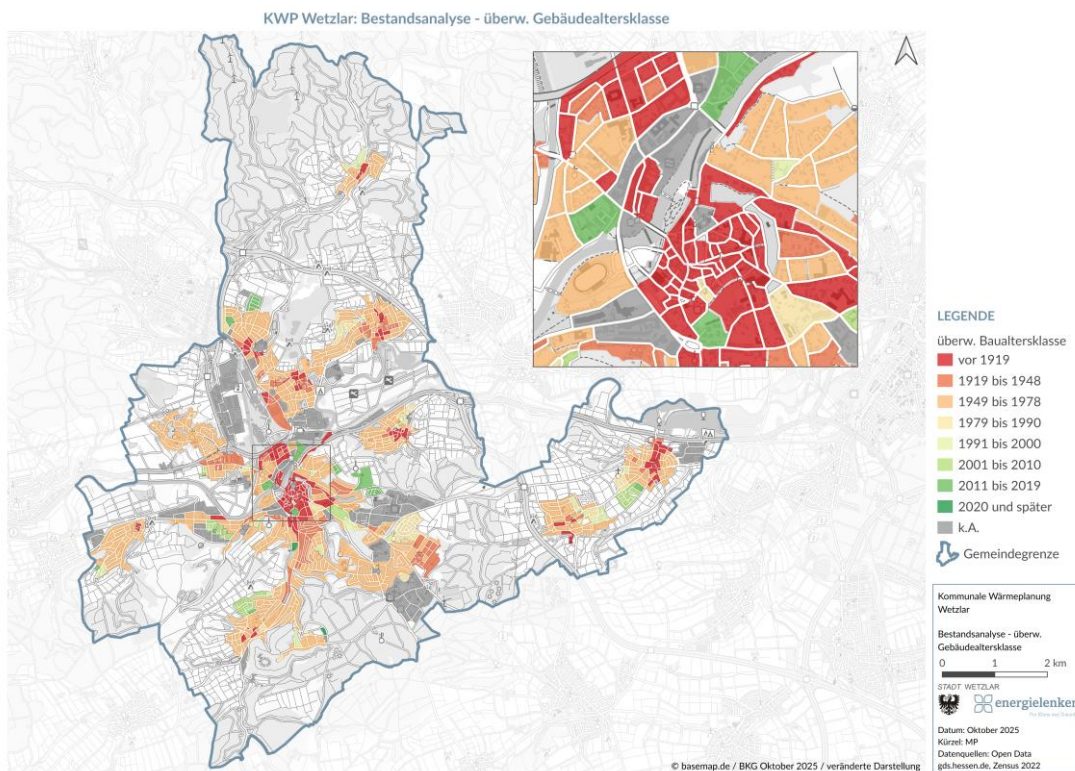 KWP Wetzlar: Bestandsanalyse - überw. Gebäudealtersklasse
LEGENDE
überw. Baualtersklasse
vor 1919
1919 bis 1948
1949 bis 1978
1979 bis 1990
1991 bis 2000
2001 bis 2010
2011 bis 2019
2020 und später
k.A.
Gemeindegrenze
Kommunale Wärmeplanung
Wetzlar
Bestandsanalyse - überw.
Gebäudealtersklasse
0 1 2 km
STADT WETZLAR
energielenker
Datum: Oktober 2025
Kürzel: MP
Datenquellen: Open Data
gds.hessen.de, Zensus 2022
© basemap.de / BKG Oktober 2025 / veränderte Darstellung